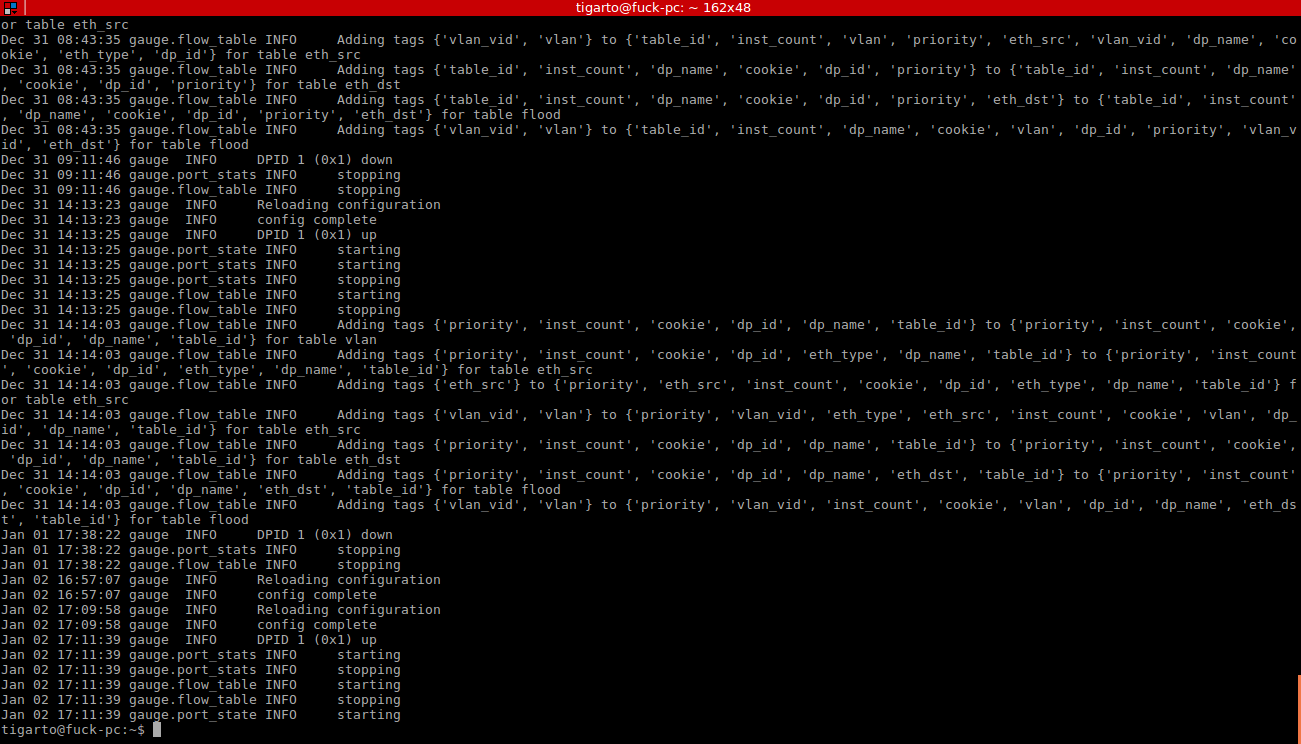 tigarto@fuck-pc: ~ 162x48
or table eth_src
Dec 31 08:43:35 gauge.flow_table INFO     Adding tags {'vlan_vid', 'vlan'} to {'table_id', 'inst_count', 'vlan', 'priority', 'eth_src', 'vlan_vid', 'dp_name', 'co
okie', 'eth_type', 'dp_id'} for table eth_src
Dec 31 08:43:35 gauge.flow_table INFO     Adding tags {'table_id', 'inst_count', 'dp_name', 'cookie', 'dp_id', 'priority'} to {'table_id', 'inst_count', 'dp_name'
, 'cookie', 'dp_id', 'priority'} for table eth_dst
Dec 31 08:43:35 gauge.flow_table INFO     Adding tags {'table_id', 'inst_count', 'dp_name', 'cookie', 'dp_id', 'priority', 'eth_dst'} to {'table_id', 'inst_count'
, 'dp_name', 'cookie', 'dp_id', 'priority', 'eth_dst'} for table flood
Dec 31 08:43:35 gauge.flow_table INFO     Adding tags {'vlan_vid', 'vlan'} to {'table_id', 'inst_count', 'dp_name', 'cookie', 'vlan', 'dp_id', 'priority', 'vlan_v
id', 'eth_dst'} for table flood
Dec 31 09:11:46 gauge  INFO     DPID 1 (0x1) down
Dec 31 09:11:46 gauge.port_stats INFO     stopping
Dec 31 09:11:46 gauge.flow_table INFO     stopping
Dec 31 14:13:23 gauge  INFO     Reloading configuration
Dec 31 14:13:23 gauge  INFO     config complete
Dec 31 14:13:25 gauge  INFO     DPID 1 (0x1) up
Dec 31 14:13:25 gauge.port_state INFO     starting
Dec 31 14:13:25 gauge.port_stats INFO     starting
Dec 31 14:13:25 gauge.port_stats INFO     stopping
Dec 31 14:13:25 gauge.flow_table INFO     starting
Dec 31 14:13:25 gauge.flow_table INFO     stopping
Dec 31 14:14:03 gauge.flow_table INFO     Adding tags {'priority', 'inst_count', 'cookie', 'dp_id', 'dp_name', 'table_id'} to {'priority', 'inst_count', 'cookie',
 'dp_id', 'dp_name', 'table_id'} for table vlan
Dec 31 14:14:03 gauge.flow_table INFO     Adding tags {'priority', 'inst_count', 'cookie', 'dp_id', 'eth_type', 'dp_name', 'table_id'} to {'priority', 'inst_count
', 'cookie', 'dp_id', 'eth_type', 'dp_name', 'table_id'} for table eth_src
Dec 31 14:14:03 gauge.flow_table INFO     Adding tags {'eth_src'} to {'priority', 'eth_src', 'inst_count', 'cookie', 'dp_id', 'eth_type', 'dp_name', 'table_id'} f
or table eth_src
Dec 31 14:14:03 gauge.flow_table INFO     Adding tags {'vlan_vid', 'vlan'} to {'priority', 'vlan_vid', 'eth_type', 'eth_src', 'inst_count', 'cookie', 'vlan', 'dp_
id', 'dp_name', 'table_id'} for table eth_src
Dec 31 14:14:03 gauge.flow_table INFO     Adding tags {'priority', 'inst_count', 'cookie', 'dp_id', 'dp_name', 'table_id'} to {'priority', 'inst_count', 'cookie',
 'dp_id', 'dp_name', 'table_id'} for table eth_dst
Dec 31 14:14:03 gauge.flow_table INFO     Adding tags {'priority', 'inst_count', 'cookie', 'dp_id', 'dp_name', 'eth_dst', 'table_id'} to {'priority', 'inst_count'
, 'cookie', 'dp_id', 'dp_name', 'eth_dst', 'table_id'} for table flood
Dec 31 14:14:03 gauge.flow_table INFO     Adding tags {'vlan_vid', 'vlan'} to {'priority', 'vlan_vid', 'inst_count', 'cookie', 'vlan', 'dp_id', 'dp_name', 'eth_ds
t', 'table_id'} for table flood
Jan 01 17:38:22 gauge  INFO     DPID 1 (0x1) down
Jan 01 17:38:22 gauge.port_stats INFO     stopping
Jan 01 17:38:22 gauge.flow_table INFO     stopping
Jan 02 16:57:07 gauge  INFO     Reloading configuration
Jan 02 16:57:07 gauge  INFO     config complete
Jan 02 17:09:58 gauge  INFO     Reloading configuration
Jan 02 17:09:58 gauge  INFO     config complete
Jan 02 17:11:39 gauge  INFO     DPID 1 (0x1) up
Jan 02 17:11:39 gauge.port_stats INFO     starting
Jan 02 17:11:39 gauge.port_stats INFO     stopping
Jan 02 17:11:39 gauge.flow_table INFO     starting
Jan 02 17:11:39 gauge.flow_table INFO     stopping
Jan 02 17:11:39 gauge.port_state INFO     starting
tigarto@fuck-pc:~$